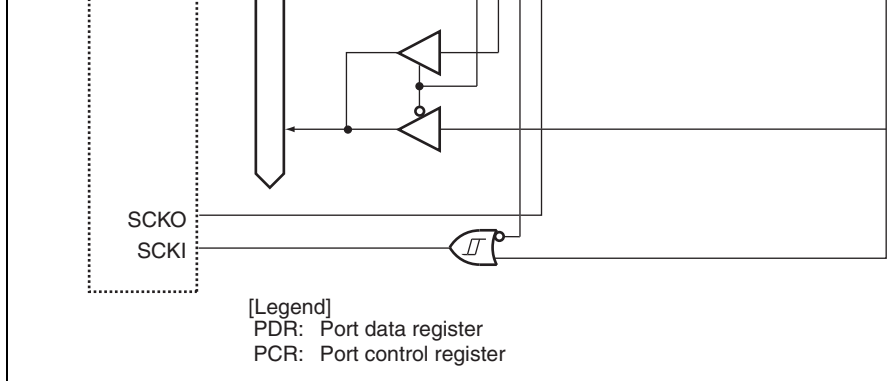 SCKO
SCKI
[Legend]
PDR: Port data register
PCR: Port control register